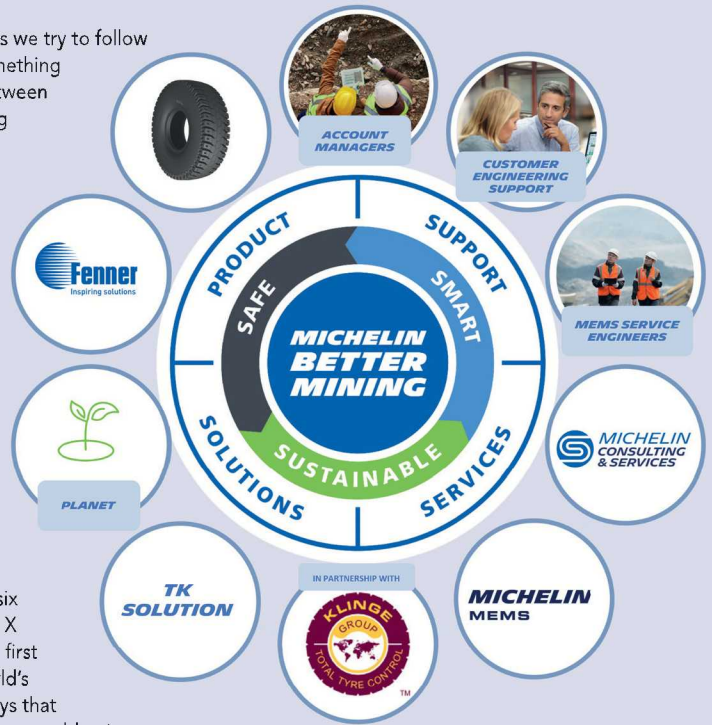 s we try to follow
nething
tween
g
ACCOUNT
MANAGERS
CUSTOMER
ENGINEERING
SUPPORT
MEMS SERVICE
ENGINEERS
MICHELIN
CONSULTING
& SERVICES
MICHELIN
MEMS
IN PARTNERSHIP WITH
KLINGE
GROUP
TOTAL TYRE CONTROL
TM
TK
SOLUTION
PLANET
Fenner
Inspiring solutions
PRODUCT
SUPPORT
SERVICES
SOLUTIONS
SAFE
SMART
SUSTAINABLE
MICHELIN
BETTER
MINING
six
X
first
ld's
ys that